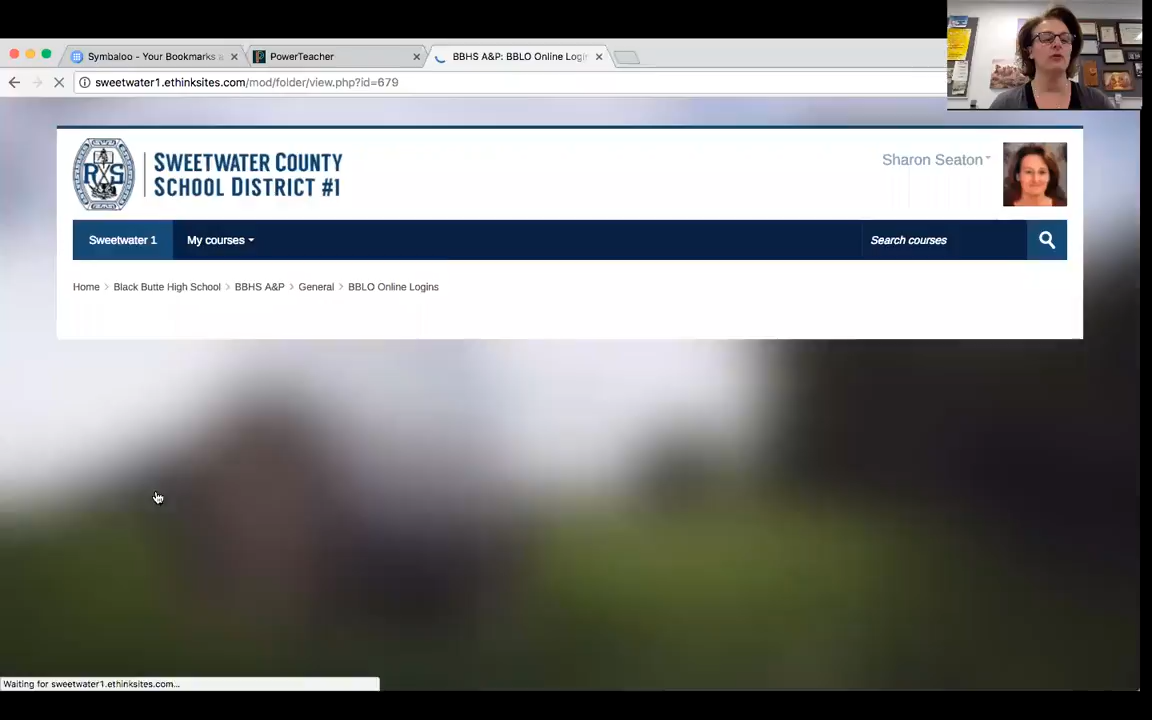 Symbaloo - Your Bookmarks
PowerTeacher
BBHS A&P: BBLO Online Login
sweetwater1.ethinksites.com/mod/folder/view.php?id=679
SWEETWATER COUNTY
SCHOOL DISTRICT #1
Sharon Seaton
RS
Sweetwater 1
My courses
Search courses
Home > Black Butte High School > BBHS A&P > General > BBLO Online Logins
Waiting for sweetwater1.ethinksites.com...